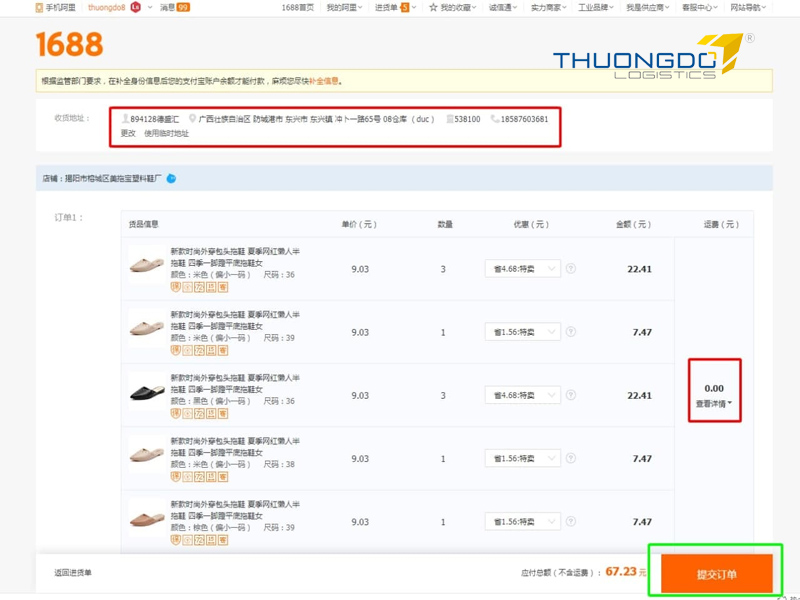 手机阿里 thuongdo8 消息 99 1688首页 我的阿里 进货单 5 ☆ 我的收藏 诚信通 实力商家 工业品牌 我是供应商 客服中心 网站导航
1688
THUONGDO ®
LOGISTICS
根据监管部门要求，在补全身份信息后您的支付宝账户余额才能付款，麻烦您尽快补全信息。
收货地址：
894128德盛汇 广西壮族自治区 防城港市 东兴市 东兴镇 冲卜一路65号 08仓库（duc） 538100 18587603681
更改 使用临时地址
店铺：揭阳市榕城区美拖宝塑料鞋厂
订单1：
货品信息 单价（元） 数量 优惠（元） 金额（元） 运费（元）
新款时尚外穿包头拖鞋 夏季网红懒人半
拖鞋 四季一脚蹬平底拖鞋女
颜色：米色（偏小一码） 尺码：36
9.03 3 省4.68:特卖 22.41
新款时尚外穿包头拖鞋 夏季网红懒人半
拖鞋 四季一脚蹬平底拖鞋女
颜色：米色（偏小一码） 尺码：39
9.03 1 省1.56:特卖 7.47
新款时尚外穿包头拖鞋 夏季网红懒人半
拖鞋 四季一脚蹬平底拖鞋女
颜色：黑色（偏小一码） 尺码：36
9.03 3 省4.68:特卖 22.41
0.00
查看详情
新款时尚外穿包头拖鞋 夏季网红懒人半
拖鞋 四季一脚蹬平底拖鞋女
颜色：米色（偏小一码） 尺码：38
9.03 1 省1.56:特卖 7.47
新款时尚外穿包头拖鞋 夏季网红懒人半
拖鞋 四季一脚蹬平底拖鞋女
颜色：棕色（偏小一码） 尺码：39
9.03 1 省1.56:特卖 7.47
返回进货单 应付总额（不含运费）：67.23 元 提交订单